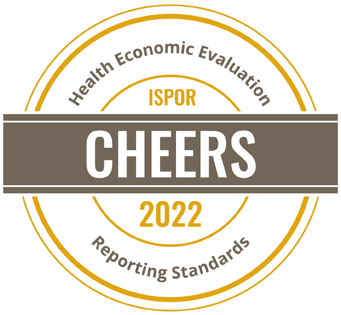 Health Economic Evaluation
ISPOR
CHEERS
2022
Reporting Standards